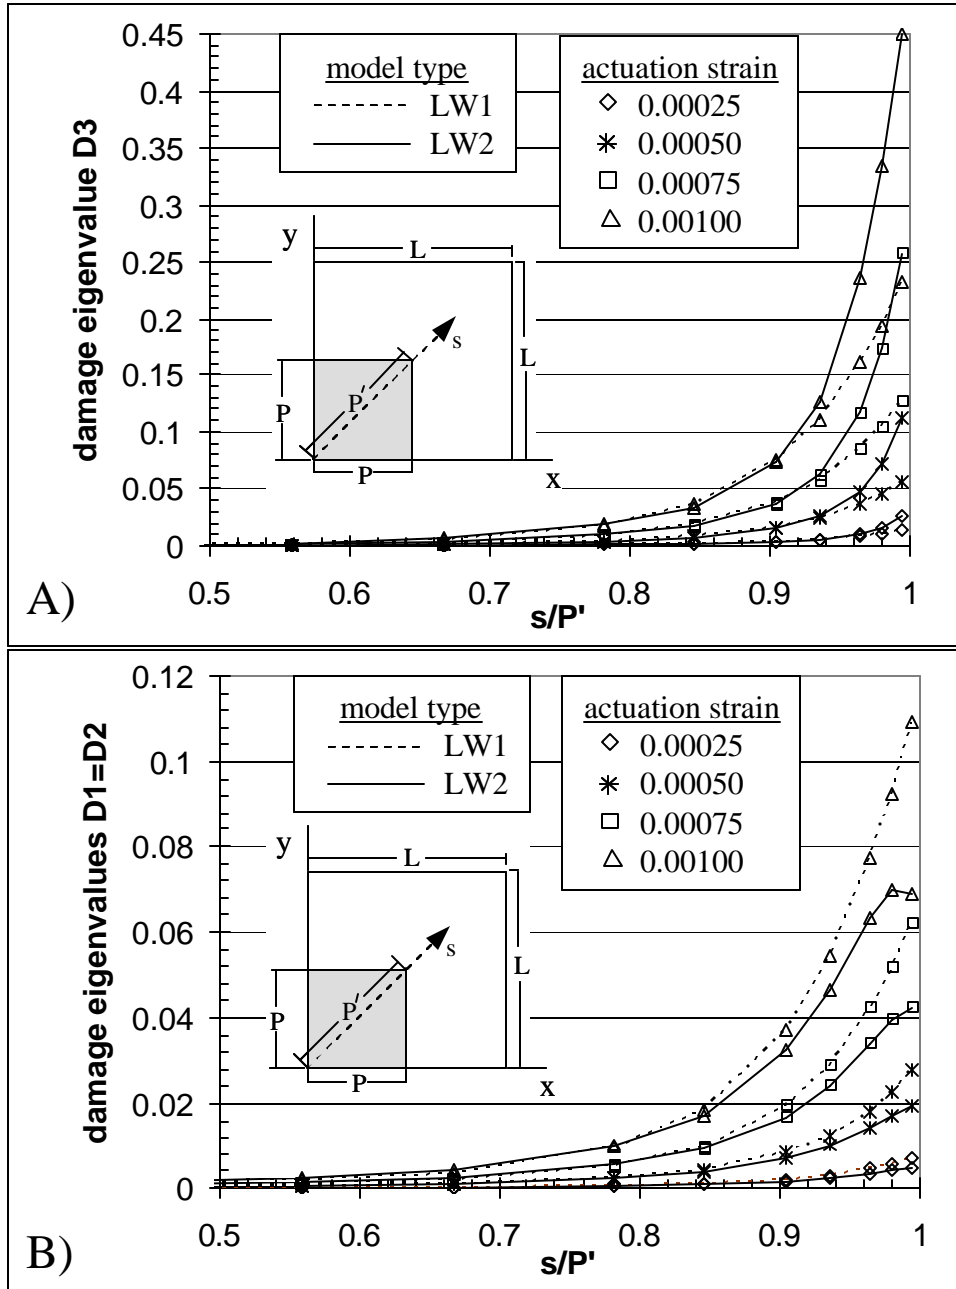 0.45
0.4
0.35
0.3
0.25
0.2
0.15
0.1
0.05
0
damage eigenvalue D3
model type
LW1
LW2
actuation strain
0.00025
0.00050
0.00075
0.00100
y
L
s
L
P
P'
P
x
0.5 0.6 0.7 0.8 0.9 1
s/P'
A)
0.12
0.1
0.08
0.06
0.04
0.02
0
damage eigenvalues D1=D2
model type
LW1
LW2
actuation strain
0.00025
0.00050
0.00075
0.00100
y
L
s
L
P
P'
P
x
0.5 0.6 0.7 0.8 0.9 1
s/P'
B)